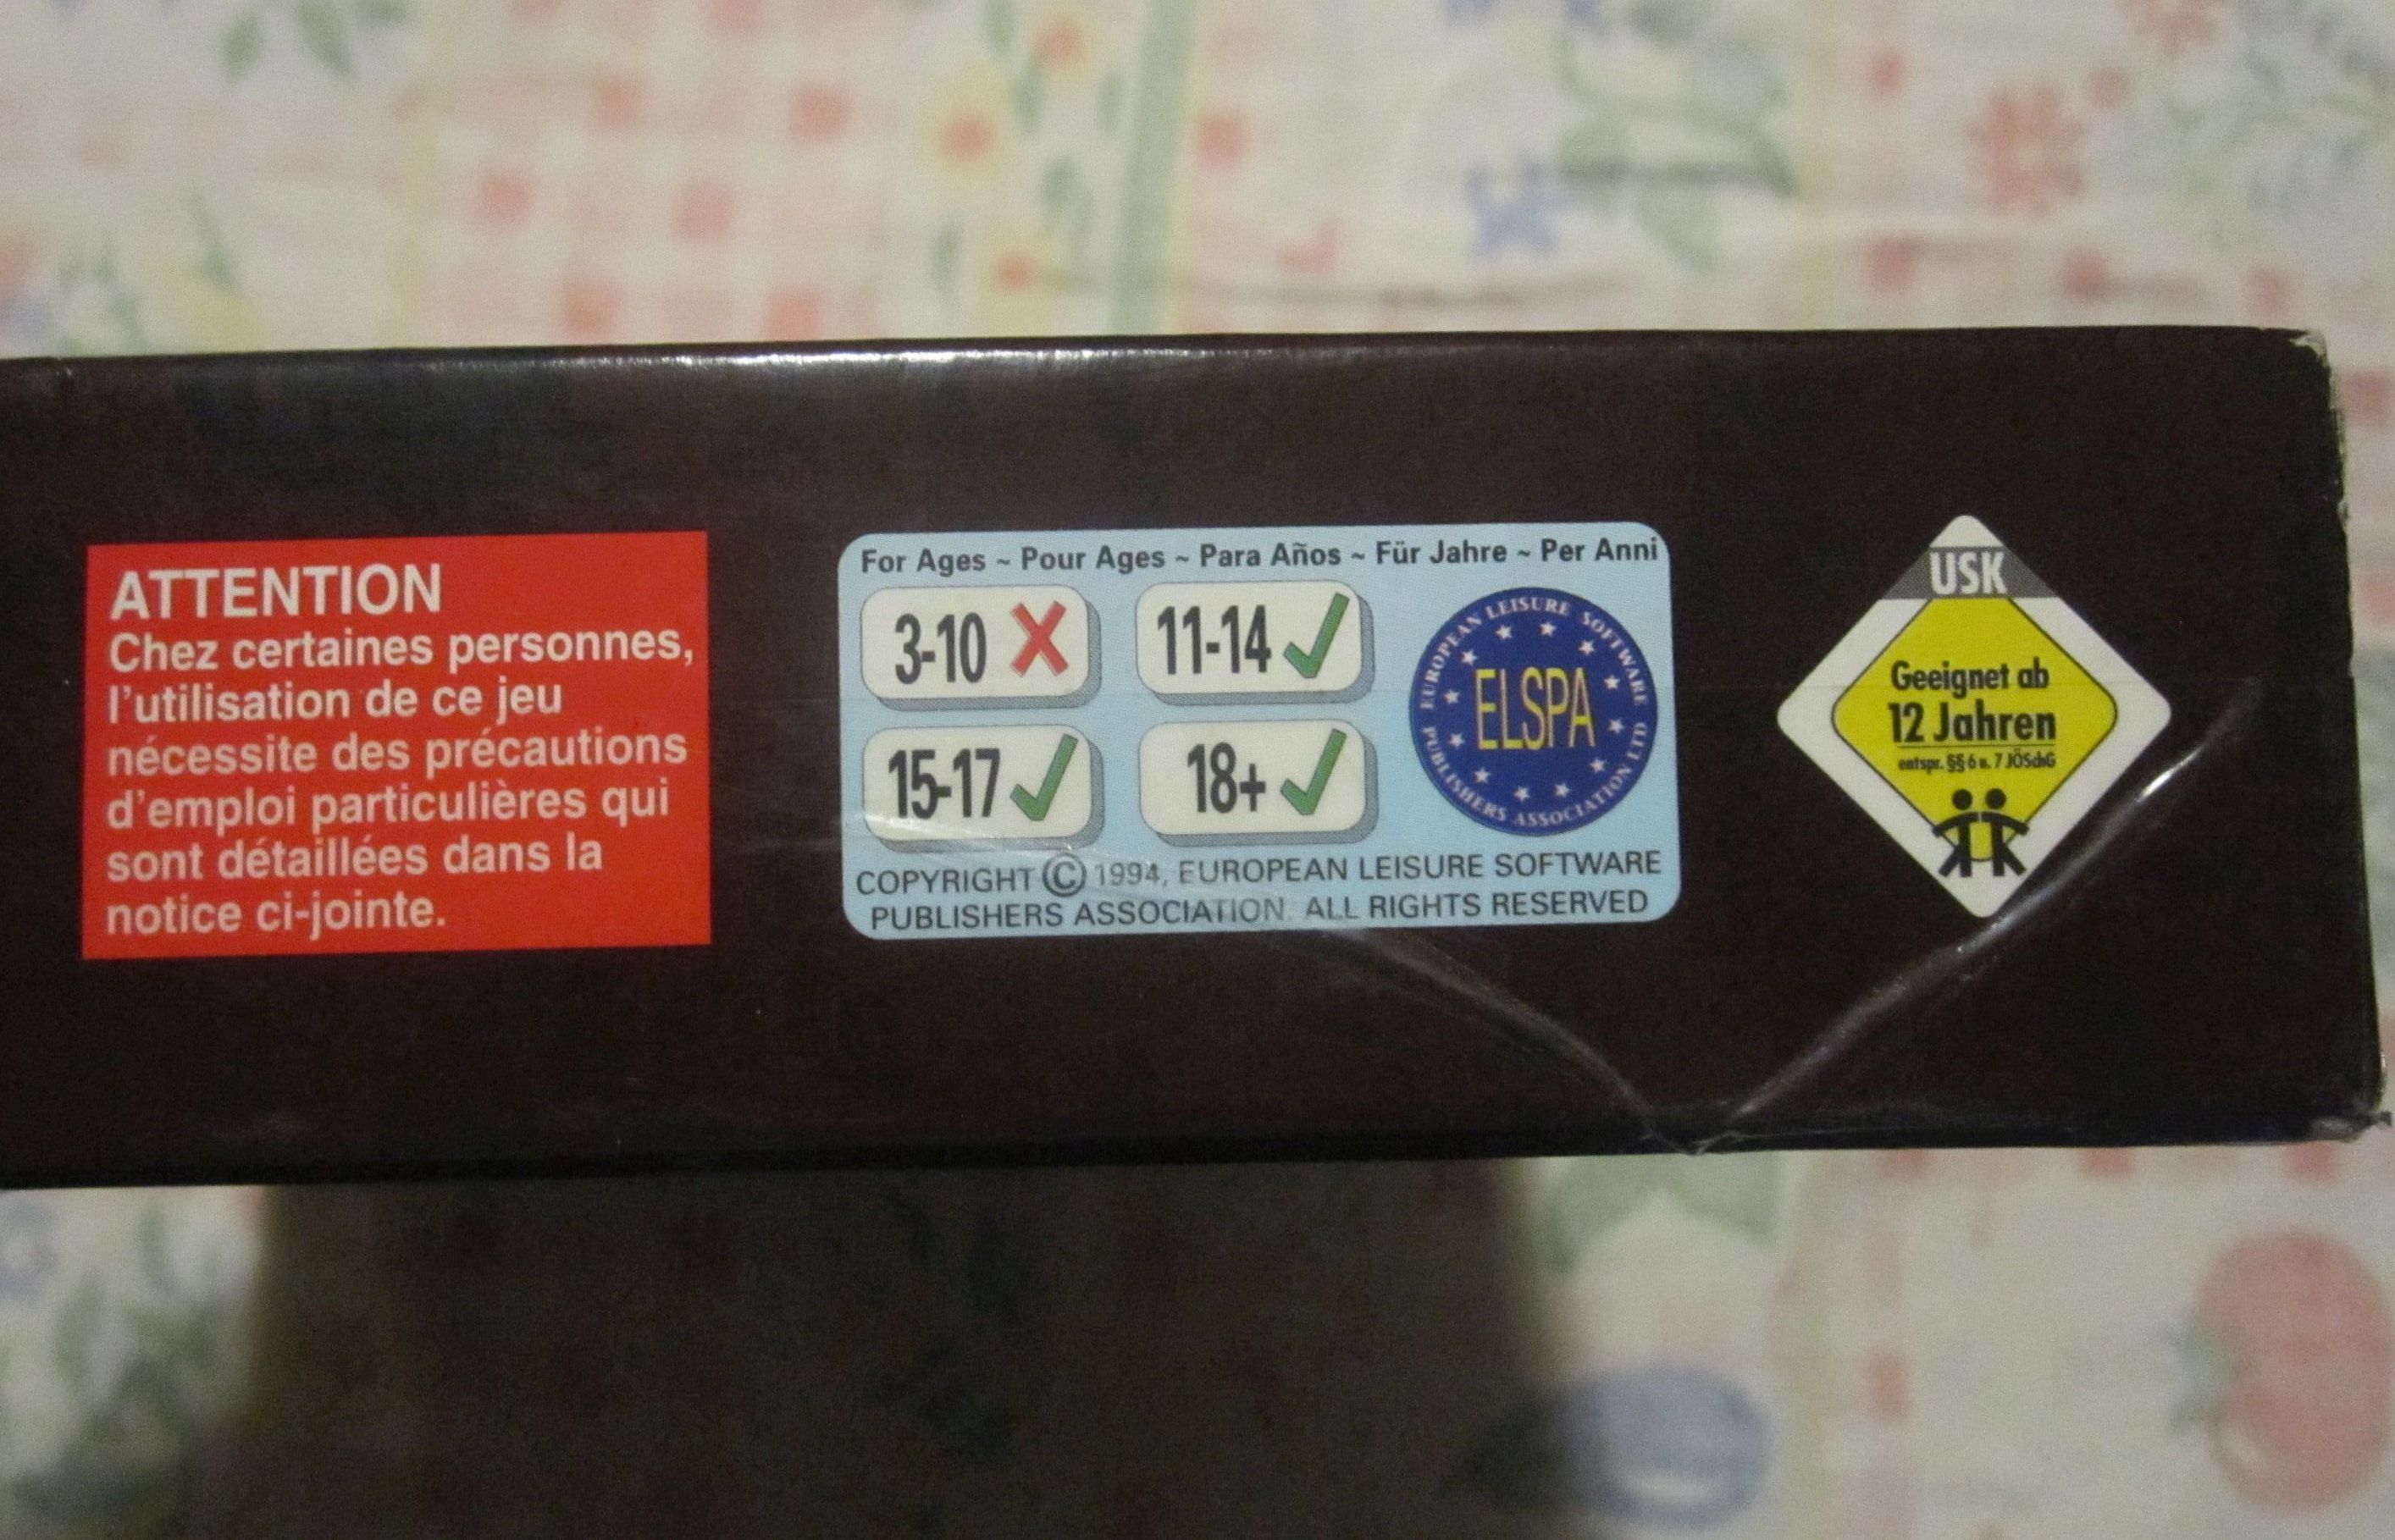 ATTENTION
Chez certaines personnes,
l'utilisation de ce jeu
nécessite des précautions
d'emploi particulières qui
sont détaillées dans la
notice ci-jointe.
For Ages ~ Pour Ages ~ Para Años ~ Für Jahre ~ Per Anni
3-10
11-14
15-17
18+
EUROPEAN LEISURE SOFTWARE
ELSPA
PUBLISHERS ASSOCIATION LTD
COPYRIGHT © 1994, EUROPEAN LEISURE SOFTWARE
PUBLISHERS ASSOCIATION. ALL RIGHTS RESERVED
USK
Geeignet ab
12 Jahren
entspr. §§ 6 u. 7 JÖSchG